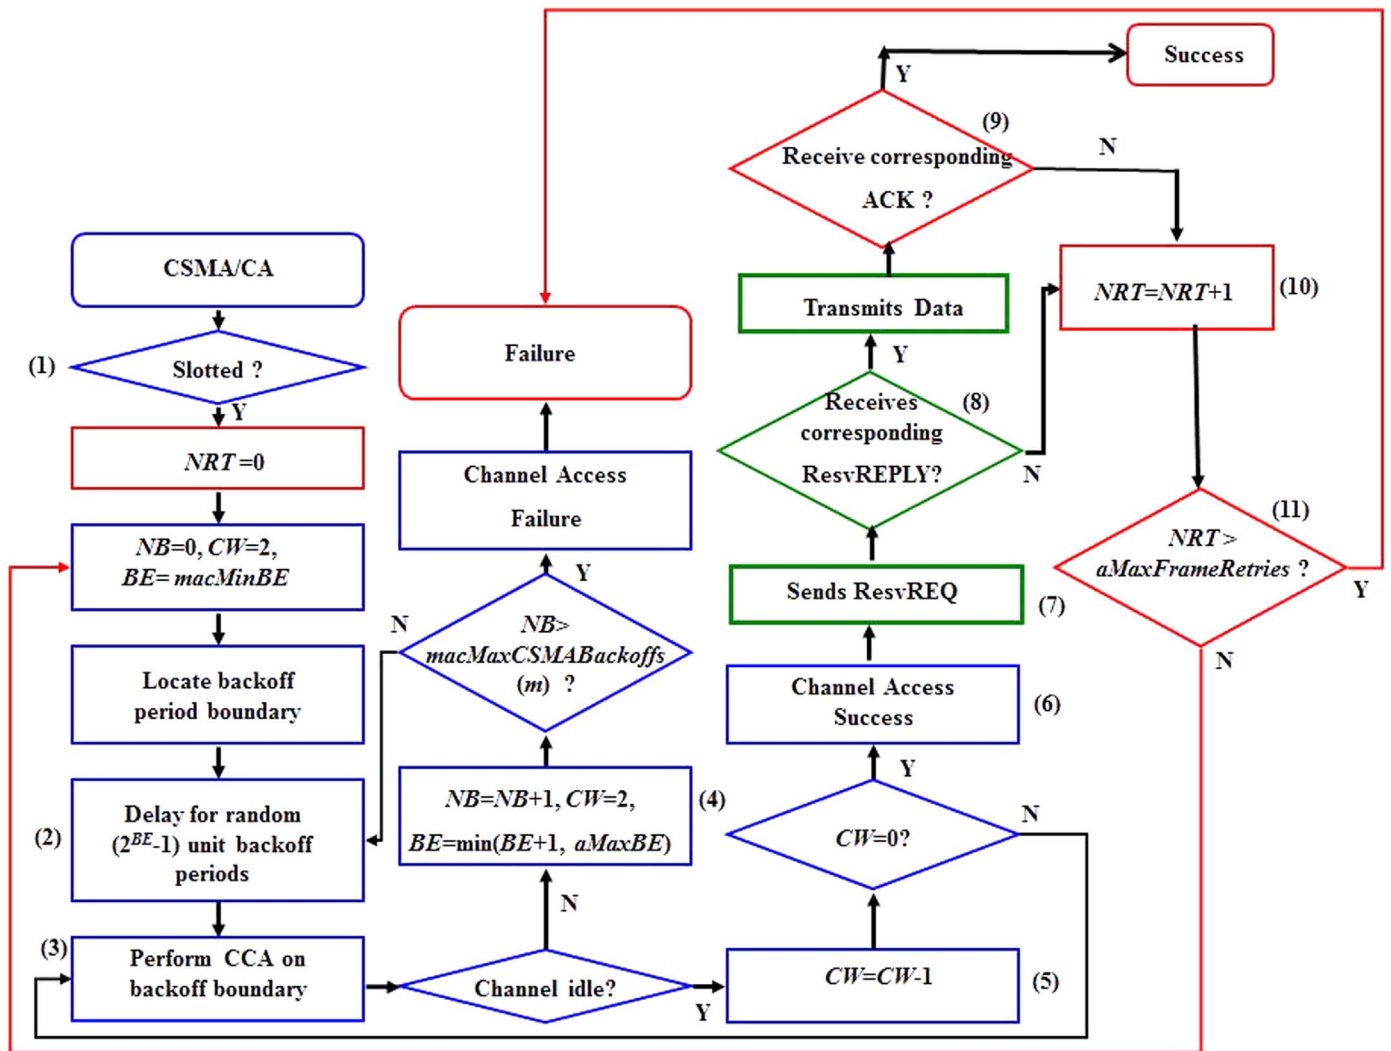 CSMA/CA
(1)
Slotted ?
Y
NRT=0
NB=0, CW=2,
BE= macMinBE
Locate backoff
period boundary
(2)
Delay for random
(2^BE-1) unit backoff
periods
(3)
Perform CCA on
backoff boundary
Channel idle?
N
Y
NB=NB+1, CW=2,
BE=min(BE+1, aMaxBE)
(4)
NB>
macMaxCSMABackoffs
(m) ?
N
Y
Channel Access
Failure
Failure
CW=CW-1
(5)
CW=0?
N
Y
Channel Access
Success
(6)
Sends ResvREQ
(7)
Receives
corresponding
ResvREPLY?
(8)
N
Y
Transmits Data
Receive corresponding
ACK ?
(9)
Y
N
Success
NRT=NRT+1
(10)
NRT >
aMaxFrameRetries ?
(11)
Y
N